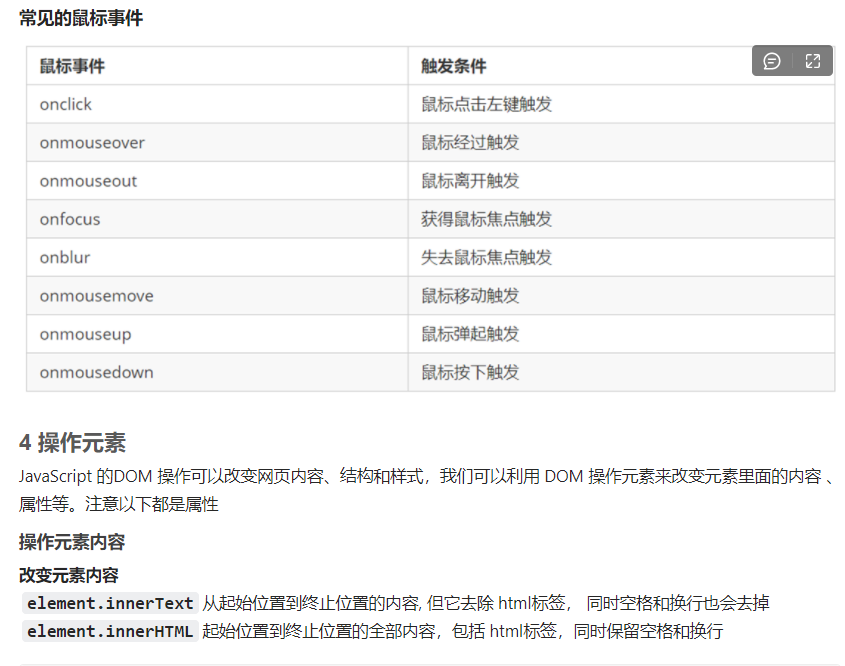 常见的鼠标事件
鼠标事件 触发条件
onclick 鼠标点击左键触发
onmouseover 鼠标经过触发
onmouseout 鼠标离开触发
onfocus 获得鼠标焦点触发
onblur 失去鼠标焦点触发
onmousemove 鼠标移动触发
onmouseup 鼠标弹起触发
onmousedown 鼠标按下触发
4 操作元素
JavaScript 的DOM 操作可以改变网页内容、结构和样式，我们可以利用 DOM 操作元素来改变元素里面的内容 、
属性等。注意以下都是属性
操作元素内容
改变元素内容
element.innerText 从起始位置到终止位置的内容, 但它去除 html标签， 同时空格和换行也会去掉
element.innerHTML 起始位置到终止位置的全部内容，包括 html标签，同时保留空格和换行